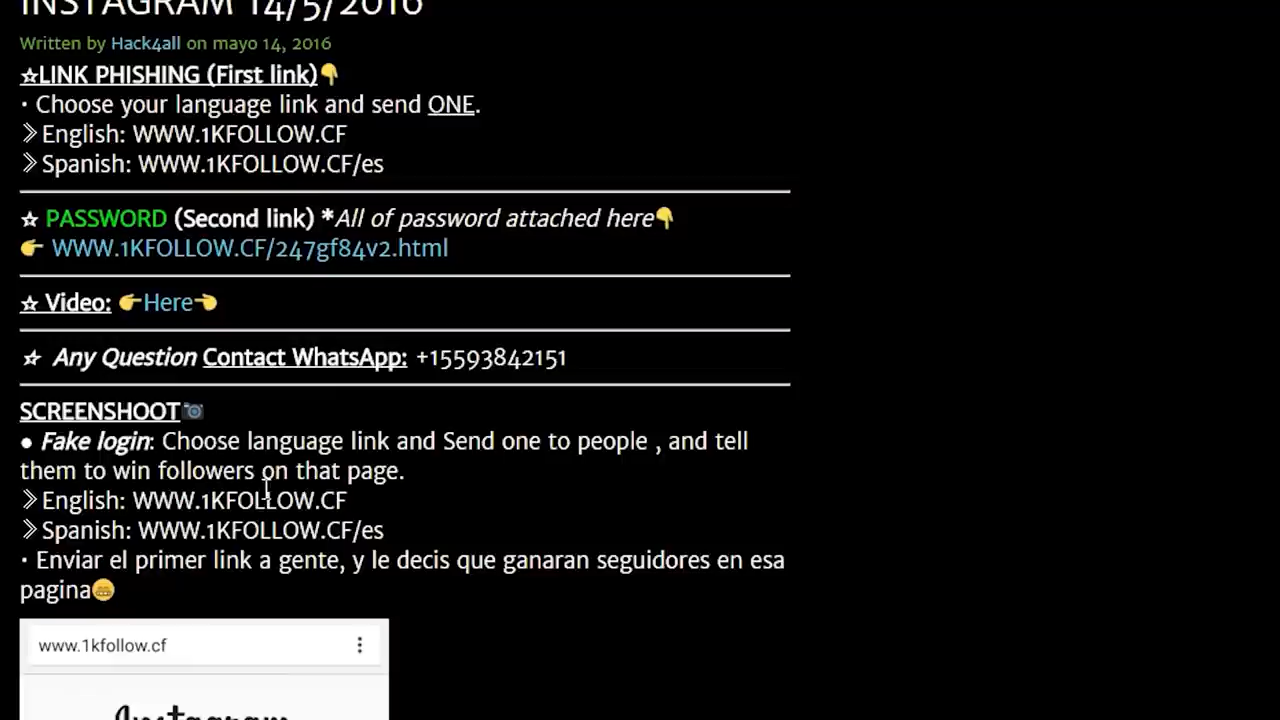 INSTAGRAM 14/5/2016
Written by Hack4all on mayo 14, 2016
☆LINK PHISHING (First link)👇
· Choose your language link and send ONE.
》English: WWW.1KFOLLOW.CF
》Spanish: WWW.1KFOLLOW.CF/es
☆ PASSWORD (Second link) *All of password attached here👇
👉 WWW.1KFOLLOW.CF/247gf84v2.html
☆ Video: 👉Here👈
☆ Any Question Contact WhatsApp: +15593842151
SCREENSHOOT📷
● Fake login: Choose language link and Send one to people , and tell
them to win followers on that page.
》English: WWW.1KFOLLOW.CF
》Spanish: WWW.1KFOLLOW.CF/es
· Enviar el primer link a gente, y le decis que ganaran seguidores en esa
pagina😁
www.1kfollow.cf
Instagram